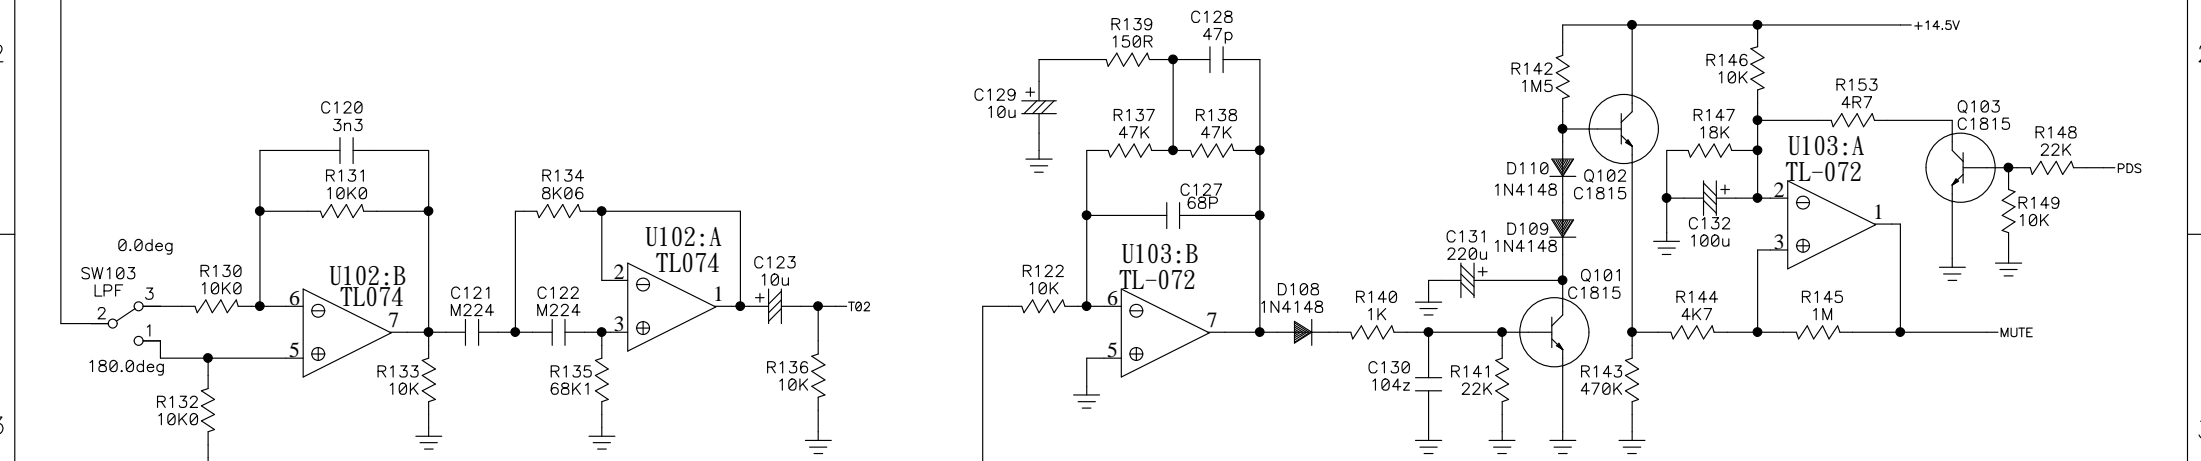 2
C120
3n3
R131
10K0
0.0deg
SW103
LPF
3
2
1
180.0deg
R130
10K0
U102:B
TL074
6
5
7
R132
10K0
R133
10K
C121
M224
C122
M224
R134
8K06
U102:A
TL074
2
3
1
R135
68K1
C123
10u
+
T02
R136
10K
3
R139
150R
C128
47p
C129
10u
+
R137
47K
R138
47K
C127
68P
U103:B
TL-072
R122
10K
6
5
7
D108
1N4148
R140
1K
C130
104z
R141
22K
C131
220u
+
R142
1M5
D110
1N4148
D109
1N4148
Q102
C1815
Q101
C1815
R143
470K
+14.5V
R146
10K
R147
18K
C132
100u
+
R153
4R7
U103:A
TL-072
2
3
1
R144
4K7
R145
1M
MUTE
Q103
C1815
R148
22K
PDS
R149
10K